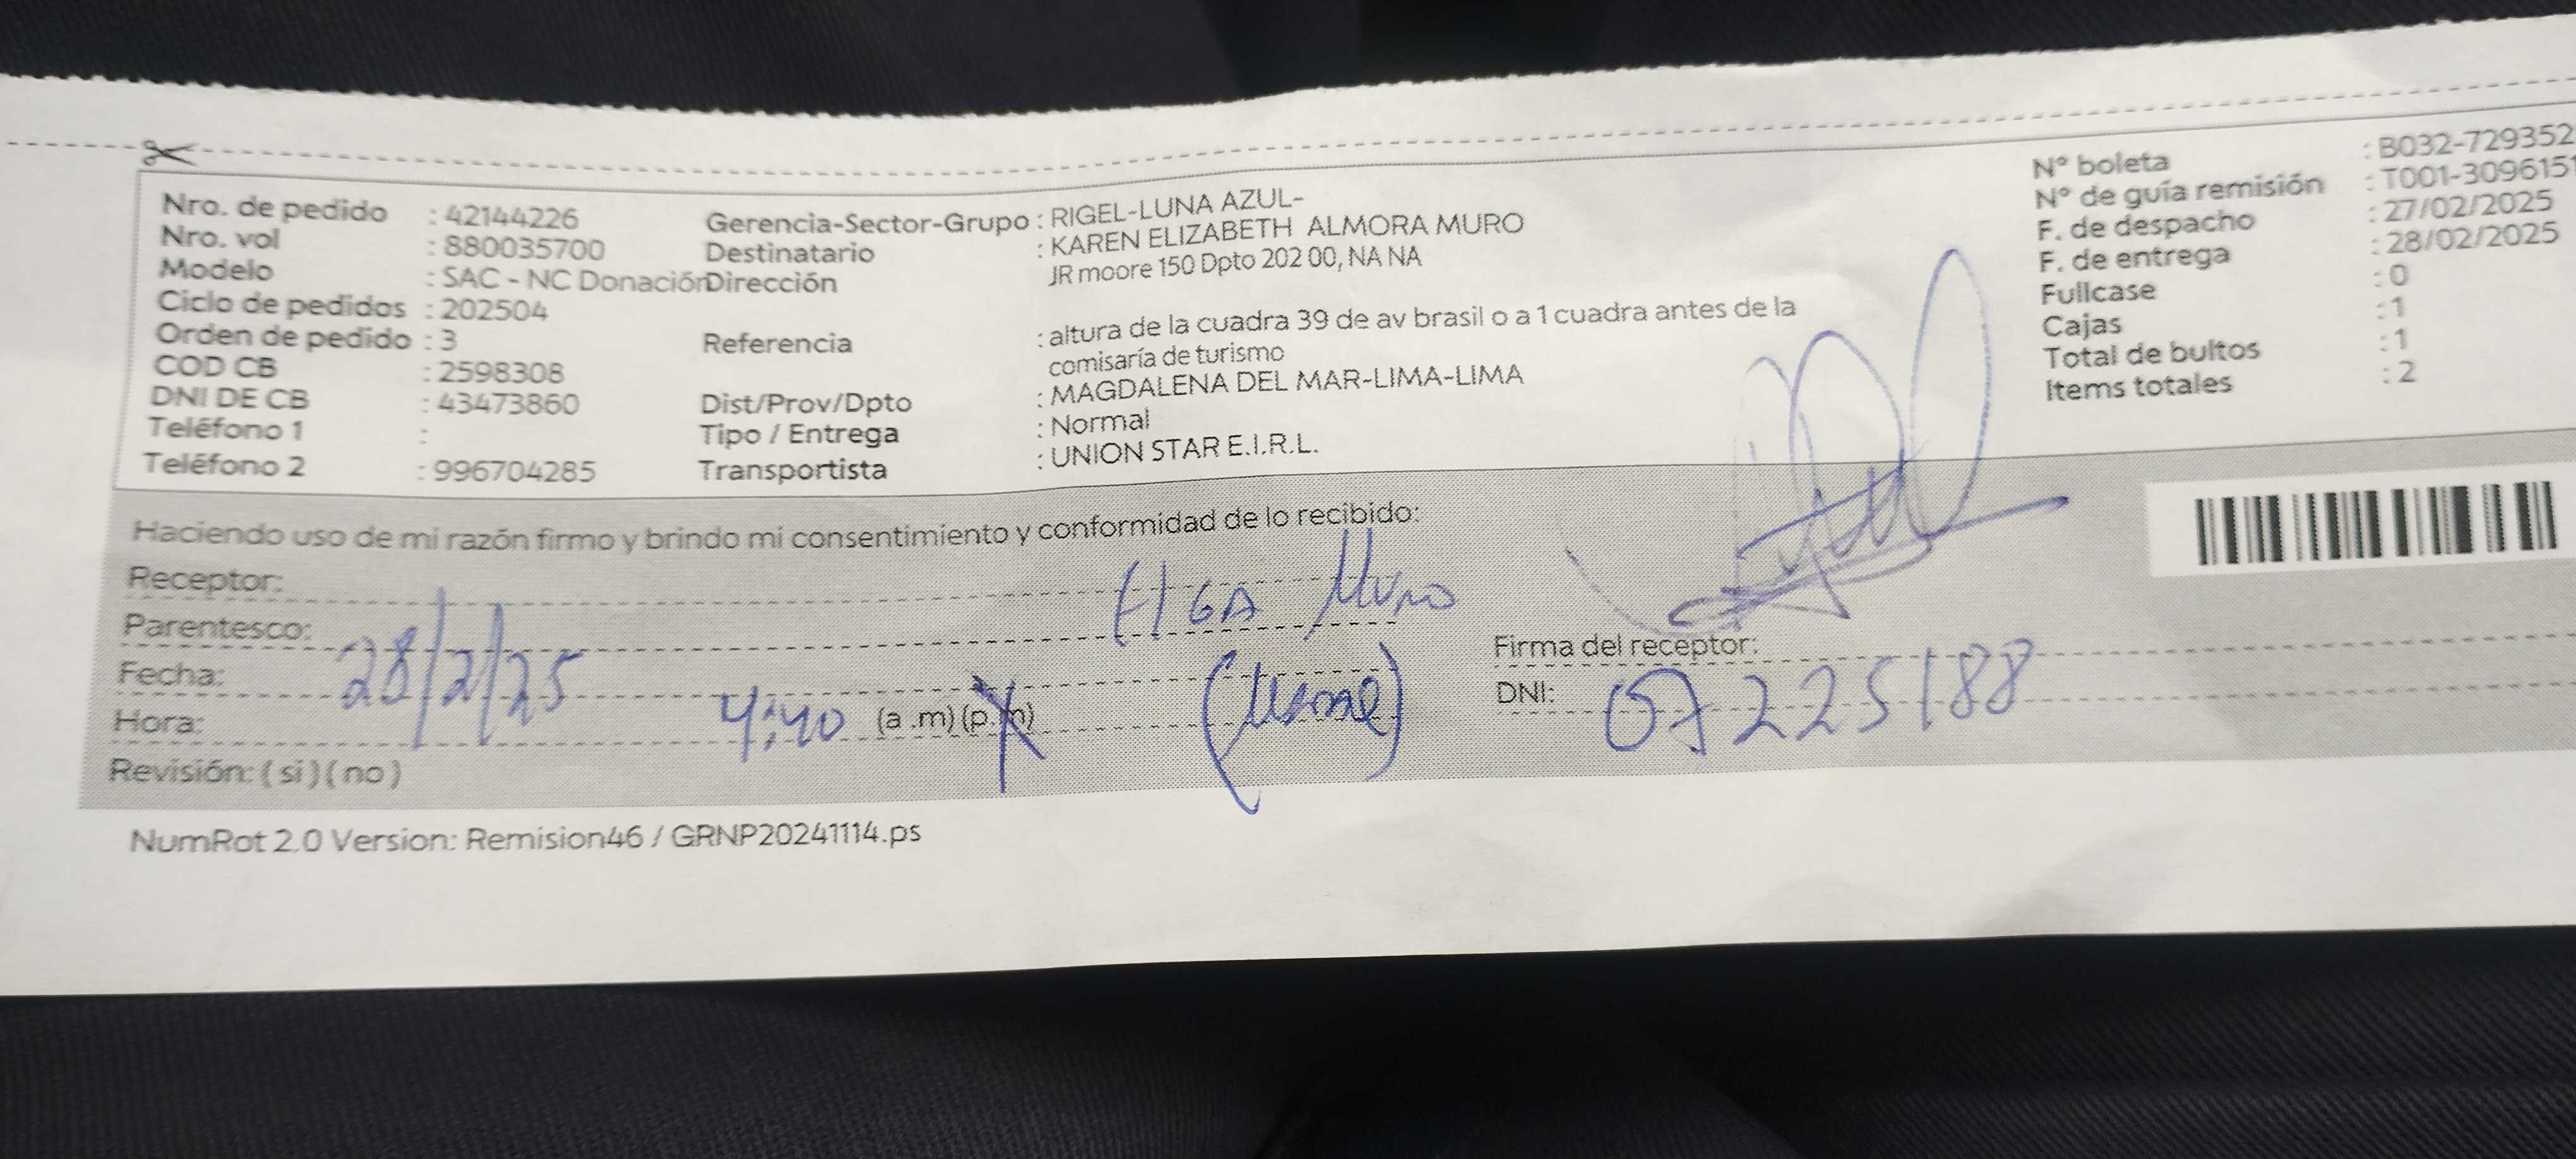 Nro. de pedido : 42144226
Nro. vol : 880035700
Modelo : SAC - NC Donación
Ciclo de pedidos : 202504
Orden de pedido : 3
COD CB : 2598308
DNI DE CB : 43473860
Teléfono 1 :
Teléfono 2 : 996704285
Gerencia-Sector-Grupo : RIGEL-LUNA AZUL-
Destinatario : KAREN ELIZABETH ALMORA MURO
Dirección JR moore 150 Dpto 202 00, NA NA
Referencia : altura de la cuadra 39 de av brasil o a 1 cuadra antes de la
comisaría de turismo
Dist/Prov/Dpto : MAGDALENA DEL MAR-LIMA-LIMA
Tipo / Entrega : Normal
Transportista : UNION STAR E.I.R.L.
N° boleta : B032-729352
N° de guía remisión : T001-3096151
F. de despacho : 27/02/2025
F. de entrega : 28/02/2025
Fullcase : 0
Cajas : 1
Total de bultos : 1
Items totales : 2
Haciendo uso de mi razón firmo y brindo mi consentimiento y conformidad de lo recibido:
Receptor: Muro
Parentesco:
Fecha: 28/2/25
Hora: 4:40 (a .m)(p.m)
Revisión: ( si )( no )
Firma del receptor:
DNI: 07225188
NumRot 2.0 Version: Remision46 / GRNP20241114.ps